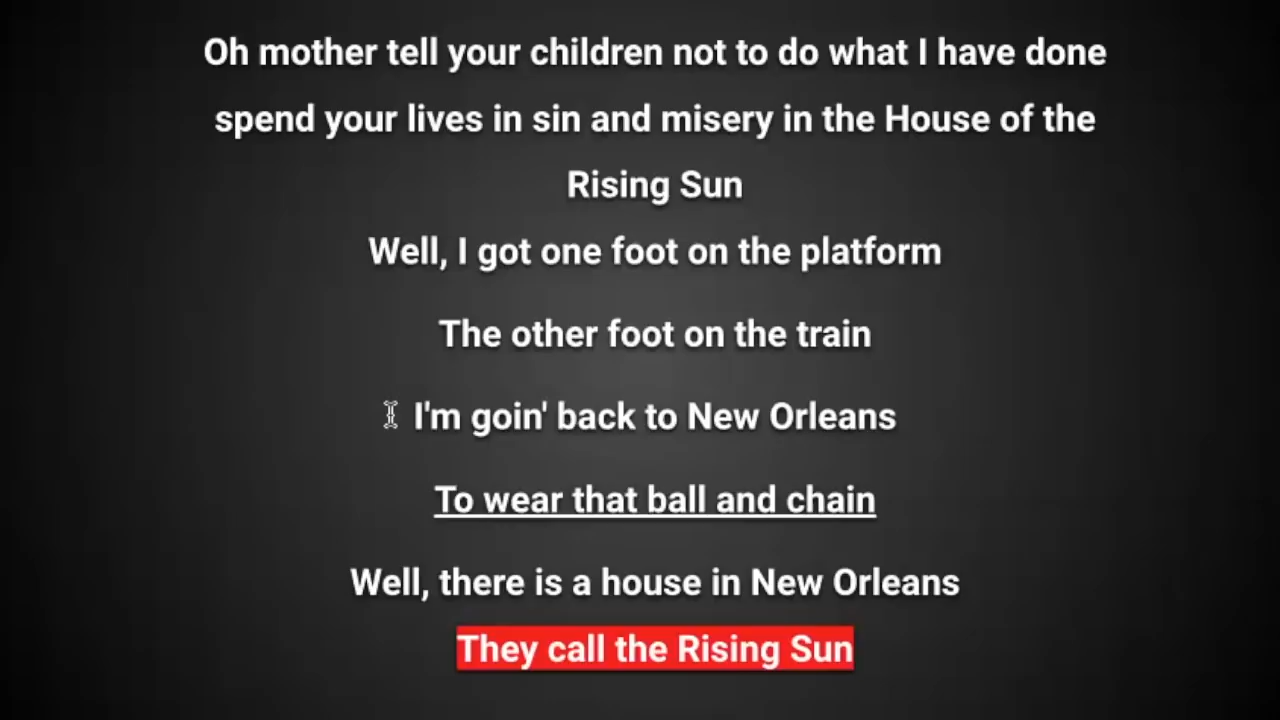 Oh mother tell your children not to do what I have done
spend your lives in sin and misery in the House of the
Rising Sun
Well, I got one foot on the platform
The other foot on the train
I'm goin' back to New Orleans
To wear that ball and chain
Well, there is a house in New Orleans
They call the Rising Sun